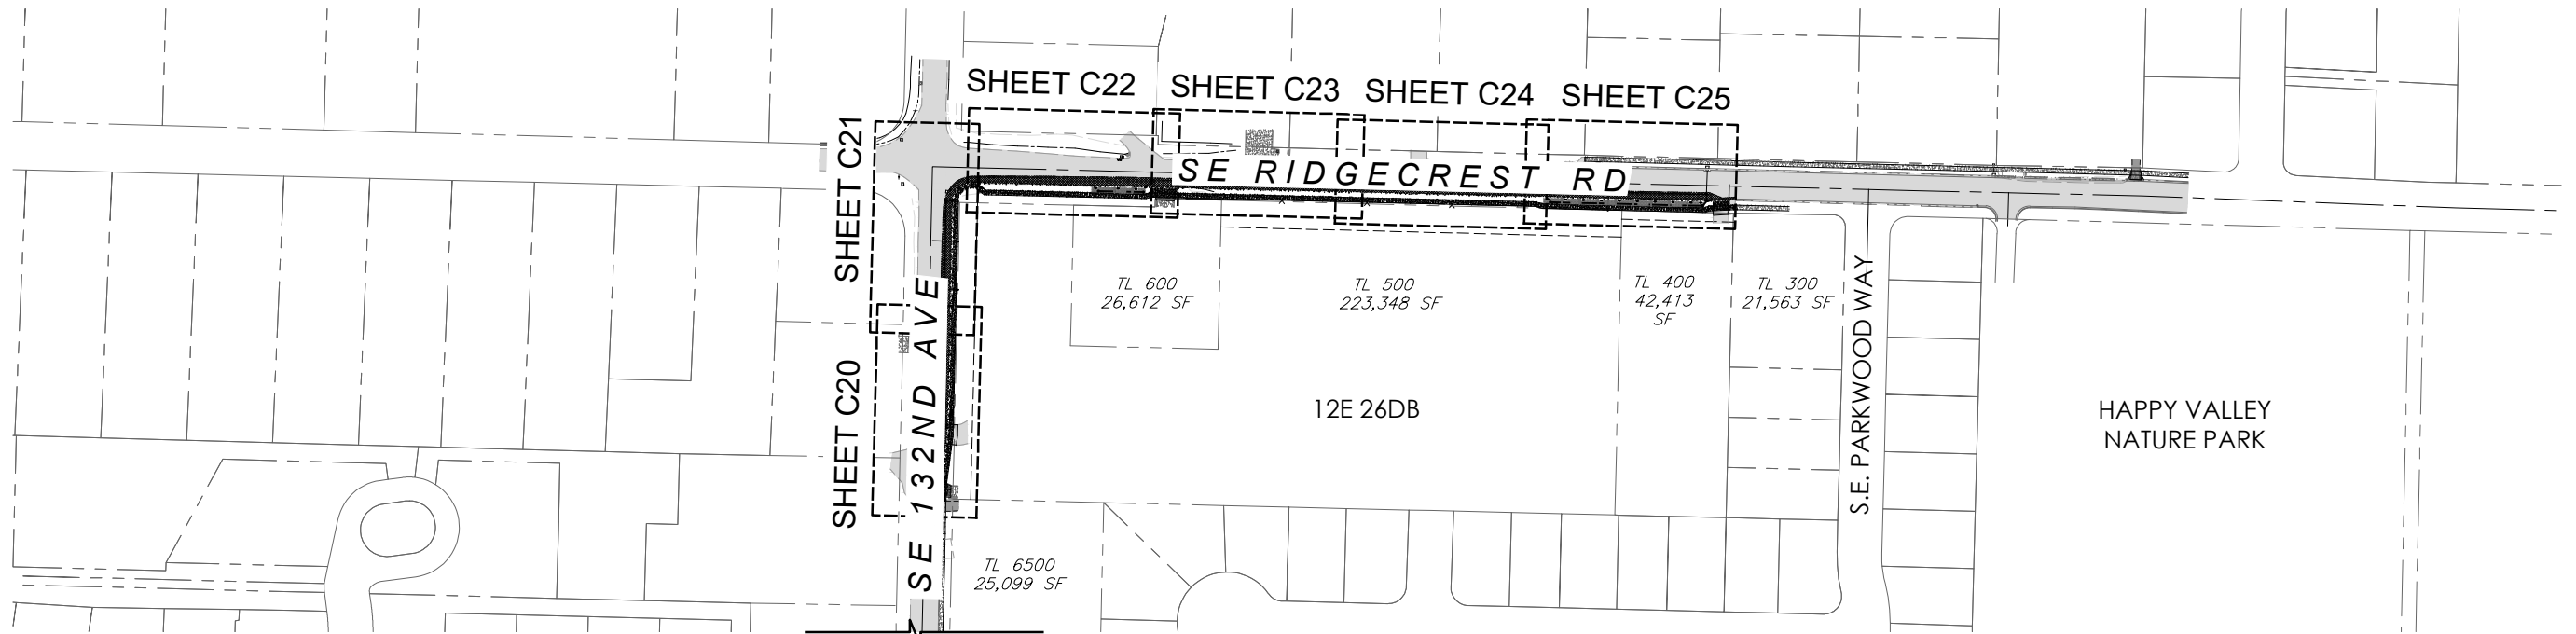 SHEET C22
SHEET C23
SHEET C24
SHEET C25
SHEET C21
SE RIDGECREST RD
TL 600
26,612 SF
TL 500
223,348 SF
TL 400
42,413
SF
TL 300
21,563 SF
SE 132ND AVE
SHEET C20
12E 26DB
S.E. PARKWOOD WAY
HAPPY VALLEY
NATURE PARK
TL 6500
25,099 SF